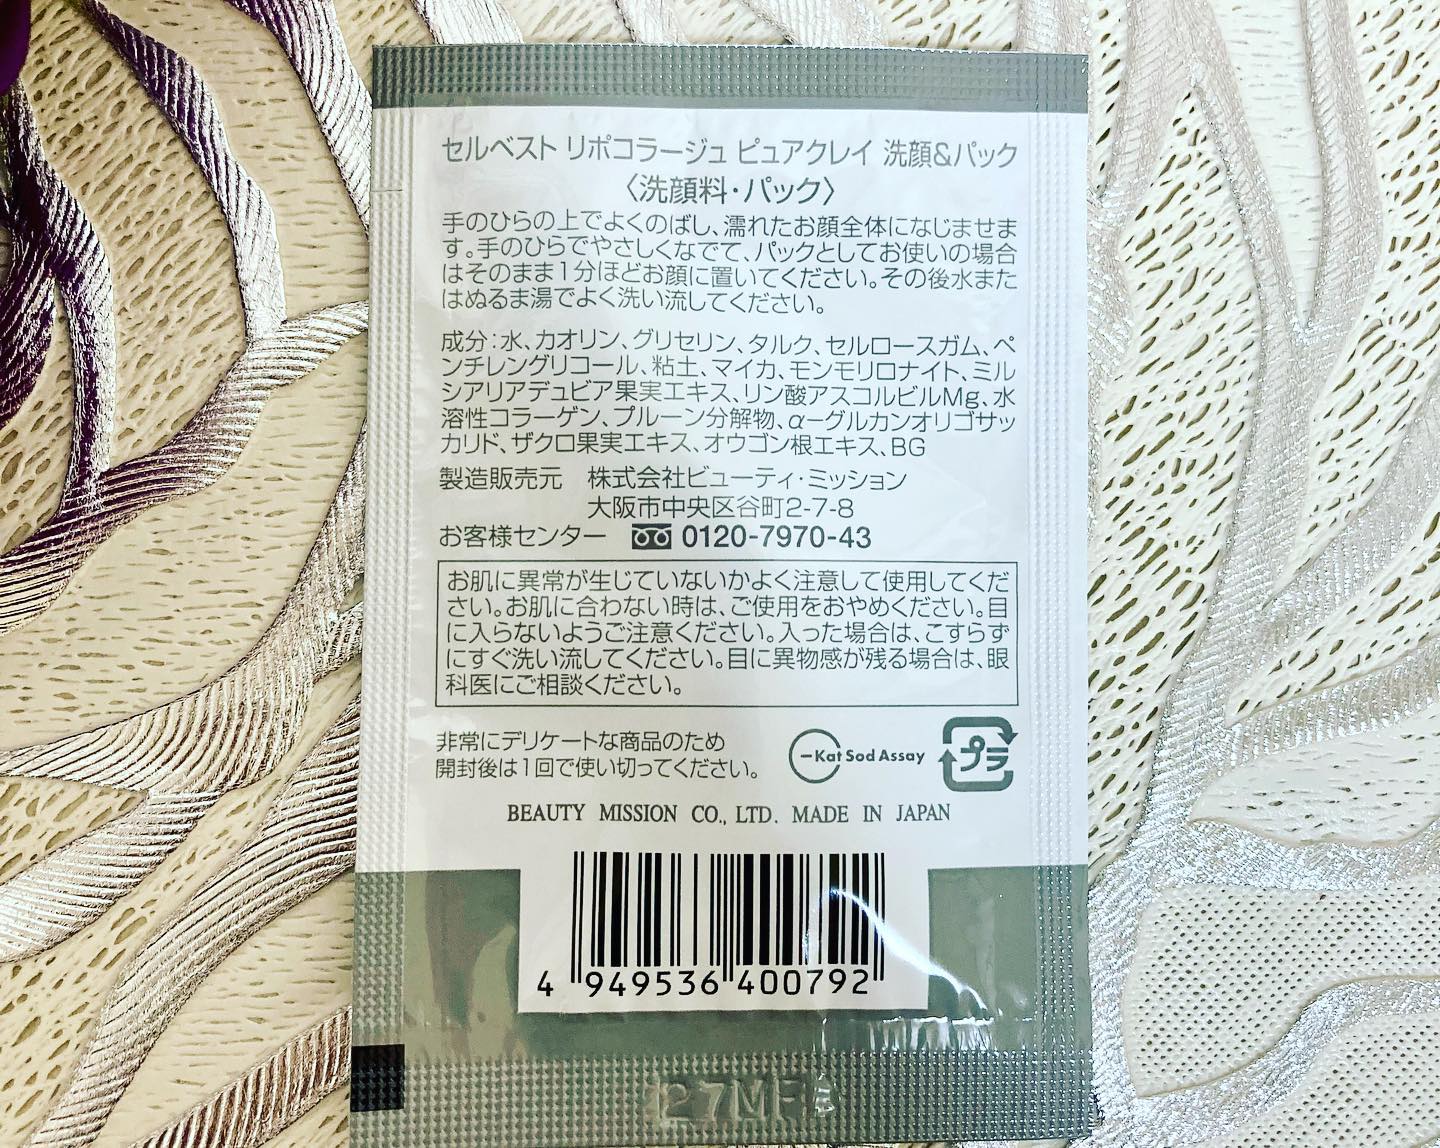 セルベスト リポコラージュ ピュアクレイ 洗顔&パック
〈洗顔料・パック〉
手のひらの上でよくのばし、濡れたお顔全体になじませま
す。手のひらでやさしくなでて、パックとしてお使いの場合
はそのまま1分ほどお顔に置いてください。その後水また
はぬるま湯でよく洗い流してください。
成分:水、カオリン、グリセリン、タルク、セルロースガム、ペ
ンチレングリコール、粘土、マイカ、モンモリロナイト、ミル
シアリアデュビア果実エキス、リン酸アスコルビルMg、水
溶性コラーゲン、プルーン分解物、α-グルカンオリゴサッ
カリド、ザクロ果実エキス、オウゴン根エキス、BG
製造販売元 株式会社ビューティ・ミッション
大阪市中央区谷町2-7-8
お客様センター 0120-7970-43
お肌に異常が生じていないかよく注意して使用してくだ
さい。お肌に合わない時は、ご使用をおやめください。目
に入らないようご注意ください。入った場合は、こすらず
にすぐ洗い流してください。目に異物感が残る場合は、眼
科医にご相談ください。
非常にデリケートな商品のため
開封後は1回で使い切ってください。
Kat Sod Assay
プラ
BEAUTY MISSION CO., LTD. MADE IN JAPAN
4 949536 400792